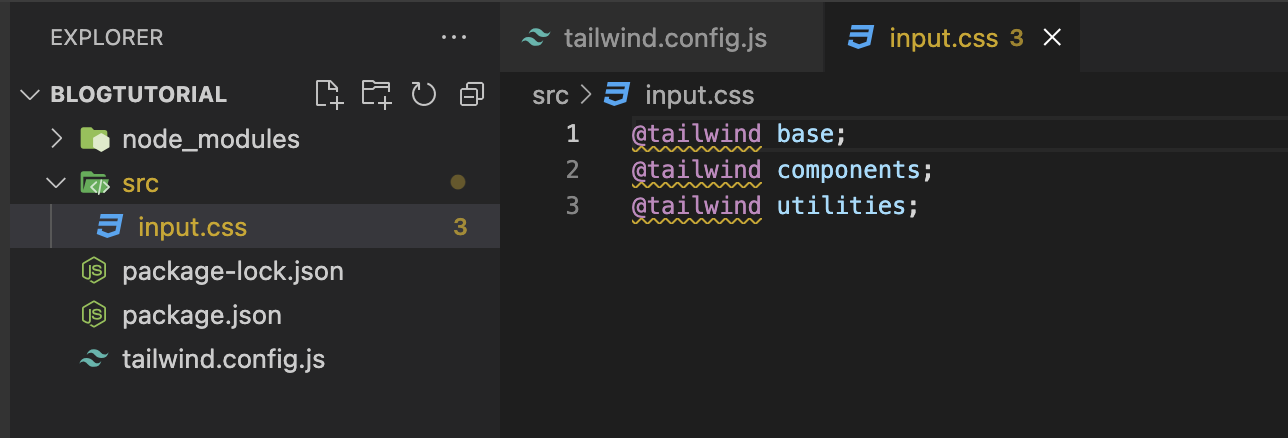 EXPLORER ...
BLOGTUTORIAL
node_modules
src
input.css 3
package-lock.json
package.json
tailwind.config.js
tailwind.config.js input.css 3
src > input.css
1 @tailwind base;
2 @tailwind components;
3 @tailwind utilities;